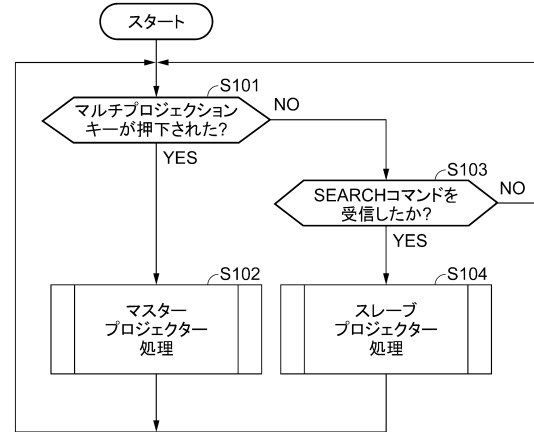 スタート
S101
マルチプロジェクション
キーが押下された?
NO
YES
S103
SEARCHコマンドを
受信したか?
NO
YES
S102
マスター
プロジェクター
処理
S104
スレーブ
プロジェクター
処理